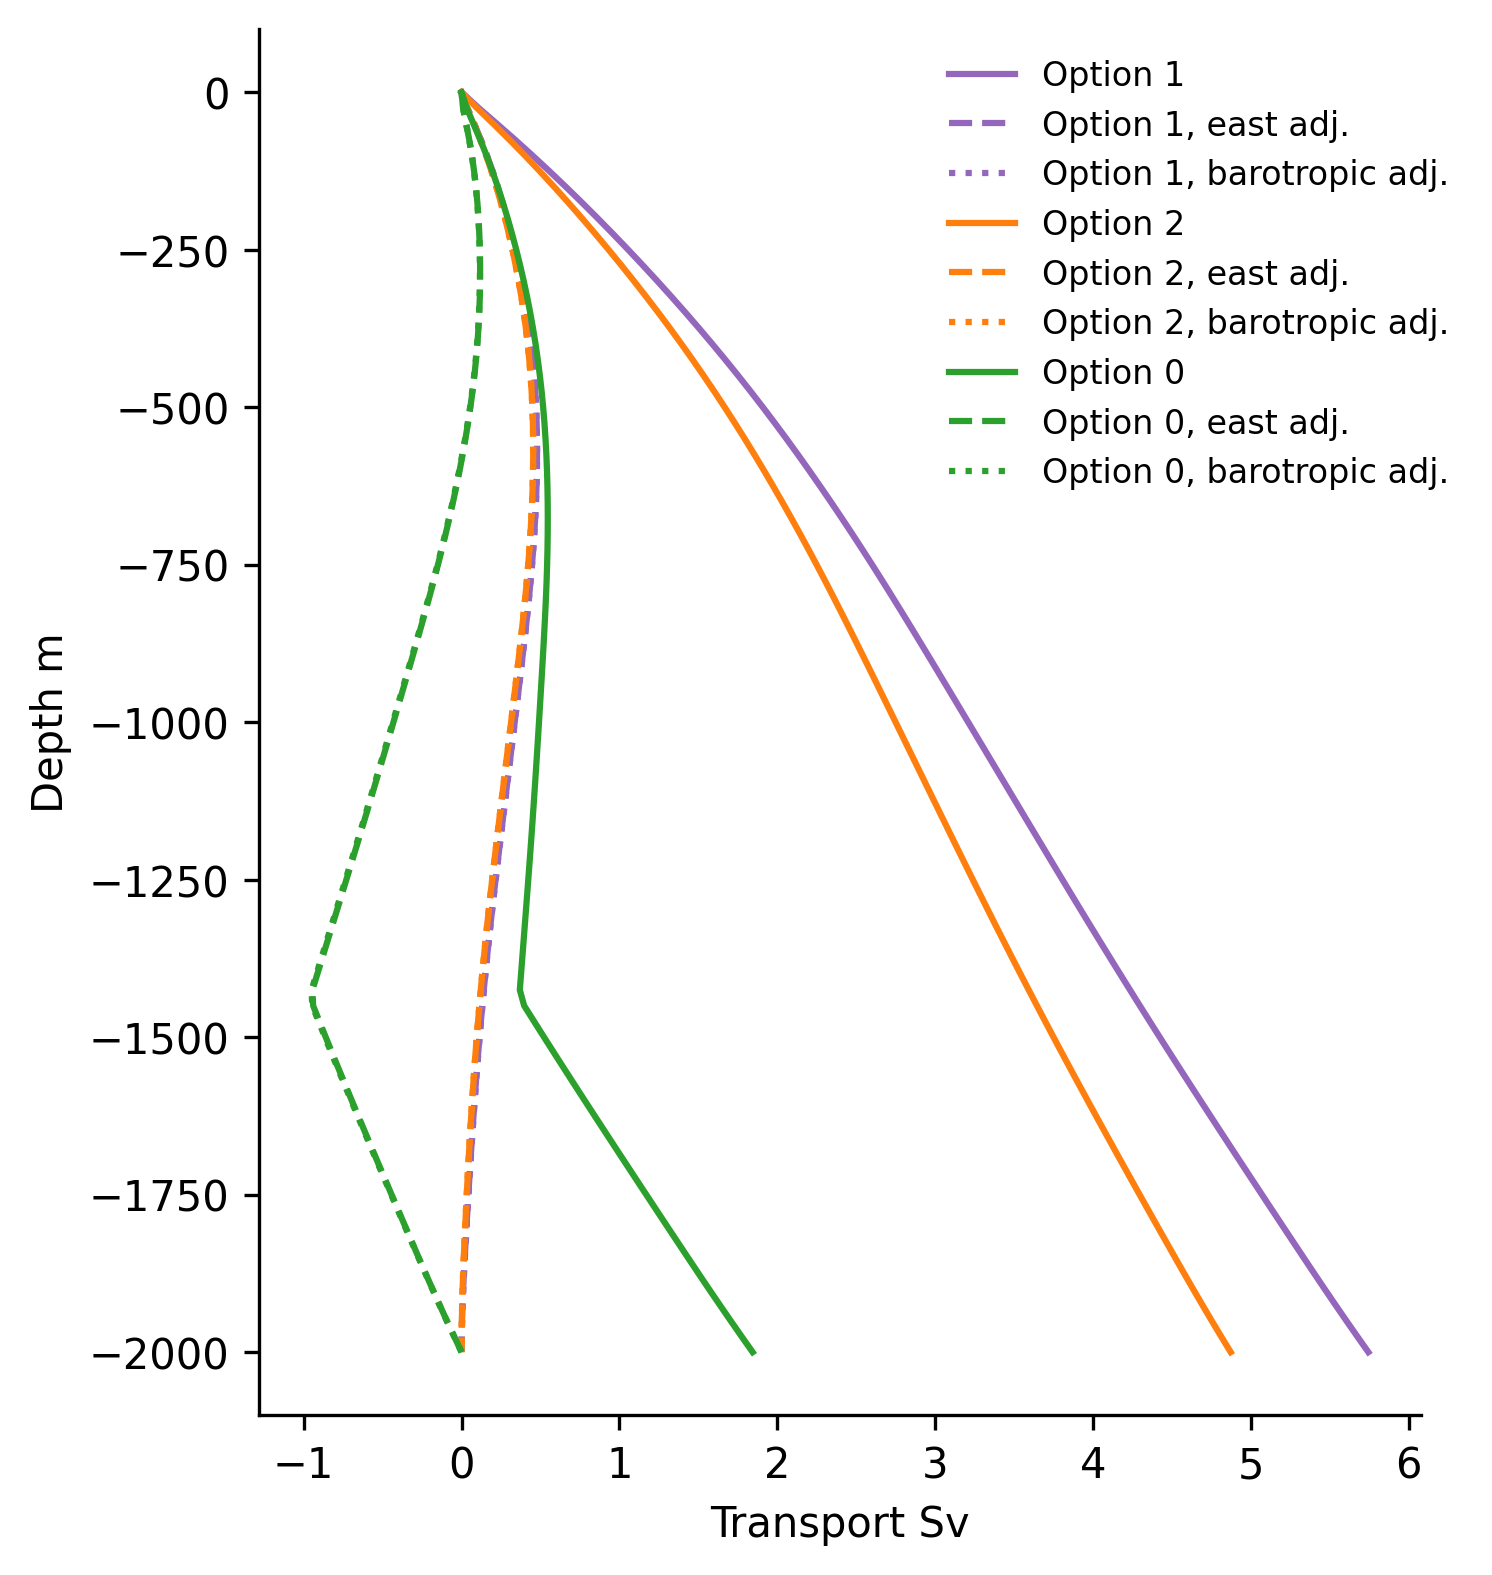 0
−250
−500
−750
−1000
−1250
−1500
−1750
−2000
Depth m
−1 0 1 2 3 4 5 6
Transport Sv
Option 1
Option 1, east adj.
Option 1, barotropic adj.
Option 2
Option 2, east adj.
Option 2, barotropic adj.
Option 0
Option 0, east adj.
Option 0, barotropic adj.